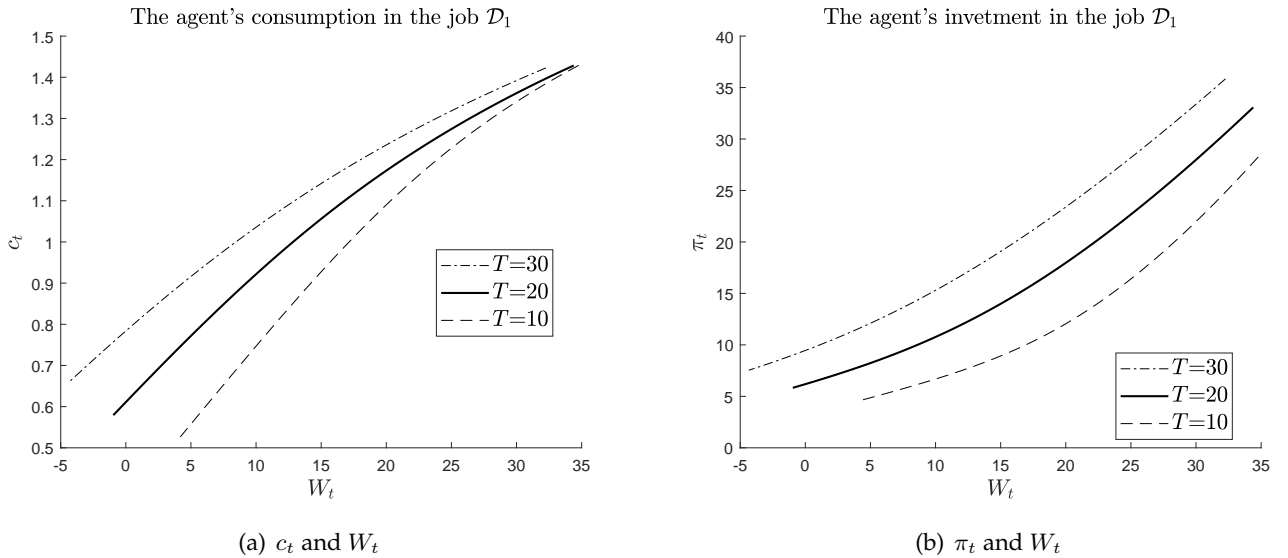 The agent's consumption in the job 𝒟₁
1.5
1.4
1.3
1.2
1.1
1
0.9
0.8
0.7
0.6
0.5
c_t
-5 0 5 10 15 20 25 30 35
W_t
T=30
T=20
T=10
(a) c_t and W_t
The agent's invetment in the job 𝒟₁
40
35
30
25
20
15
10
5
0
π_t
-5 0 5 10 15 20 25 30 35
W_t
T=30
T=20
T=10
(b) π_t and W_t